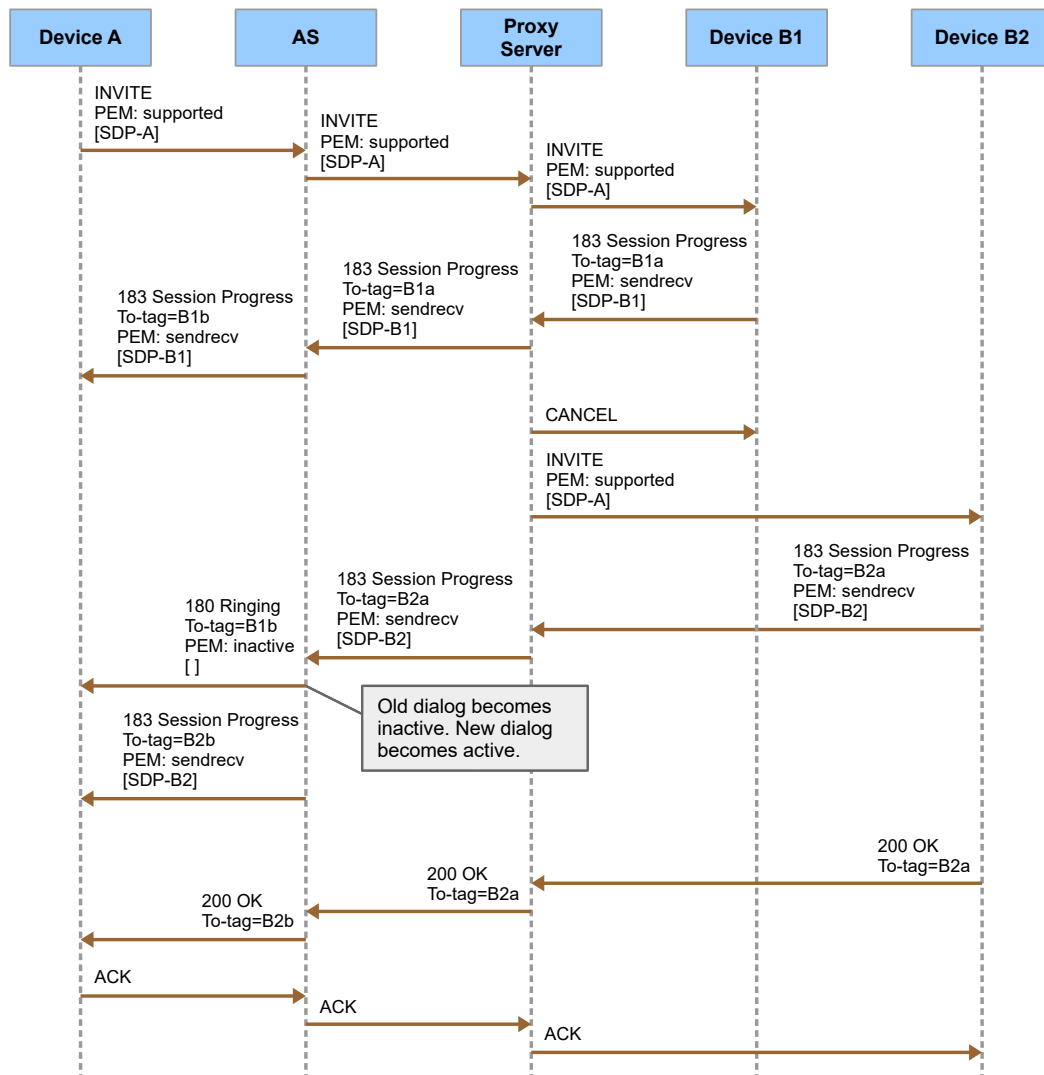 Device A
AS
Proxy
Server
Device B1
Device B2
INVITE
PEM: supported
[SDP-A]
INVITE
PEM: supported
[SDP-A]
INVITE
PEM: supported
[SDP-A]
183 Session Progress
To-tag=B1a
PEM: sendrecv
[SDP-B1]
183 Session Progress
To-tag=B1a
PEM: sendrecv
[SDP-B1]
183 Session Progress
To-tag=B1b
PEM: sendrecv
[SDP-B1]
CANCEL
INVITE
PEM: supported
[SDP-A]
183 Session Progress
To-tag=B2a
PEM: sendrecv
[SDP-B2]
183 Session Progress
To-tag=B2a
PEM: sendrecv
[SDP-B2]
180 Ringing
To-tag=B1b
PEM: inactive
[ ]
Old dialog becomes
inactive. New dialog
becomes active.
183 Session Progress
To-tag=B2b
PEM: sendrecv
[SDP-B2]
200 OK
To-tag=B2a
200 OK
To-tag=B2a
200 OK
To-tag=B2b
ACK
ACK
ACK